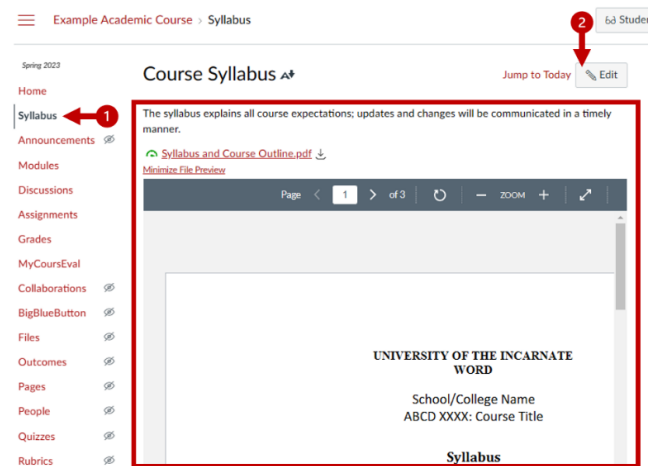 Example Academic Course › Syllabus
2
Spring 2023
Course Syllabus
Jump to Today
Edit
Home
Syllabus
1
Announcements
Modules
Discussions
Assignments
Grades
MyCoursEval
Collaborations
BigBlueButton
Files
Outcomes
Pages
People
Quizzes
Rubrics
The syllabus explains all course expectations; updates and changes will be communicated in a timely
manner.
Syllabus and Course Outline.pdf
Minimize File Preview
Page < 1 > of 3 — ZOOM +
UNIVERSITY OF THE INCARNATE
WORD
School/College Name
ABCD XXXX: Course Title
Syllabus